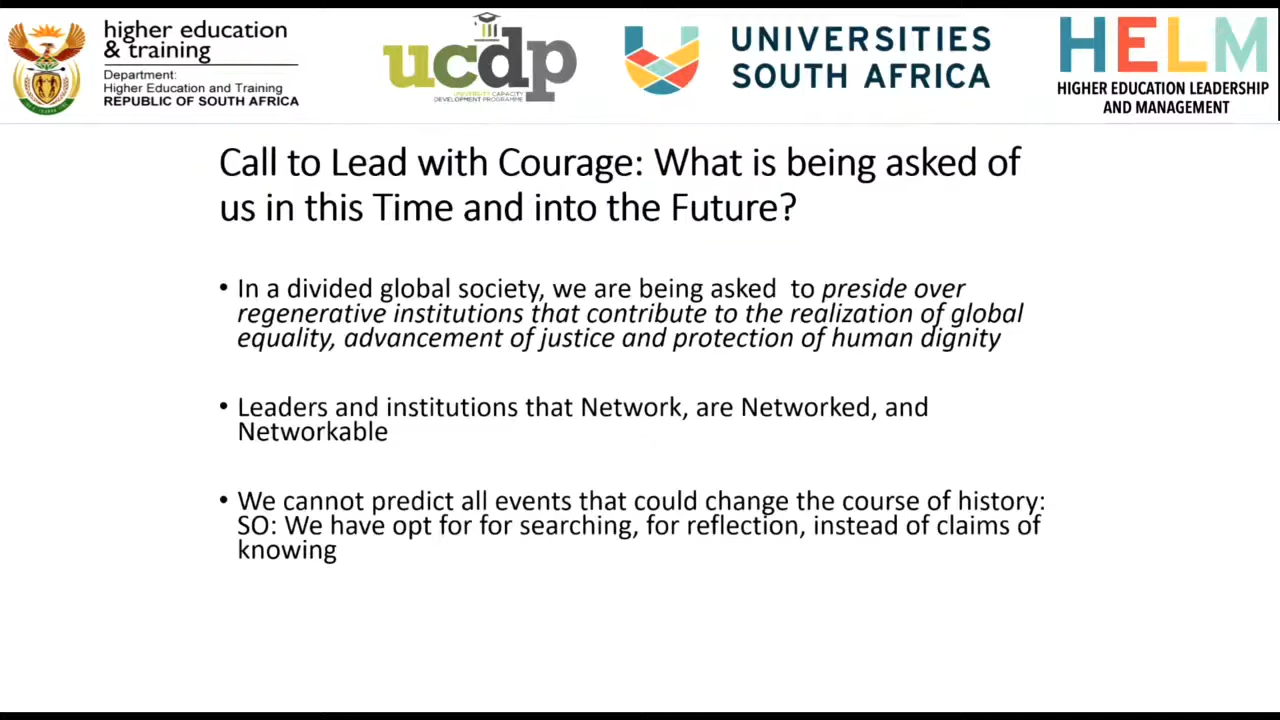 higher education
& training
Department:
Higher Education and Training
REPUBLIC OF SOUTH AFRICA
ucdp
UNIVERSITY CAPACITY
DEVELOPMENT PROGRAMME
UNIVERSITIES
SOUTH AFRICA
HELM
HIGHER EDUCATION LEADERSHIP
AND MANAGEMENT
Call to Lead with Courage: What is being asked of
us in this Time and into the Future?
• In a divided global society, we are being asked to preside over
regenerative institutions that contribute to the realization of global
equality, advancement of justice and protection of human dignity
• Leaders and institutions that Network, are Networked, and
Networkable
• We cannot predict all events that could change the course of history:
SO: We have opt for for searching, for reflection, instead of claims of
knowing